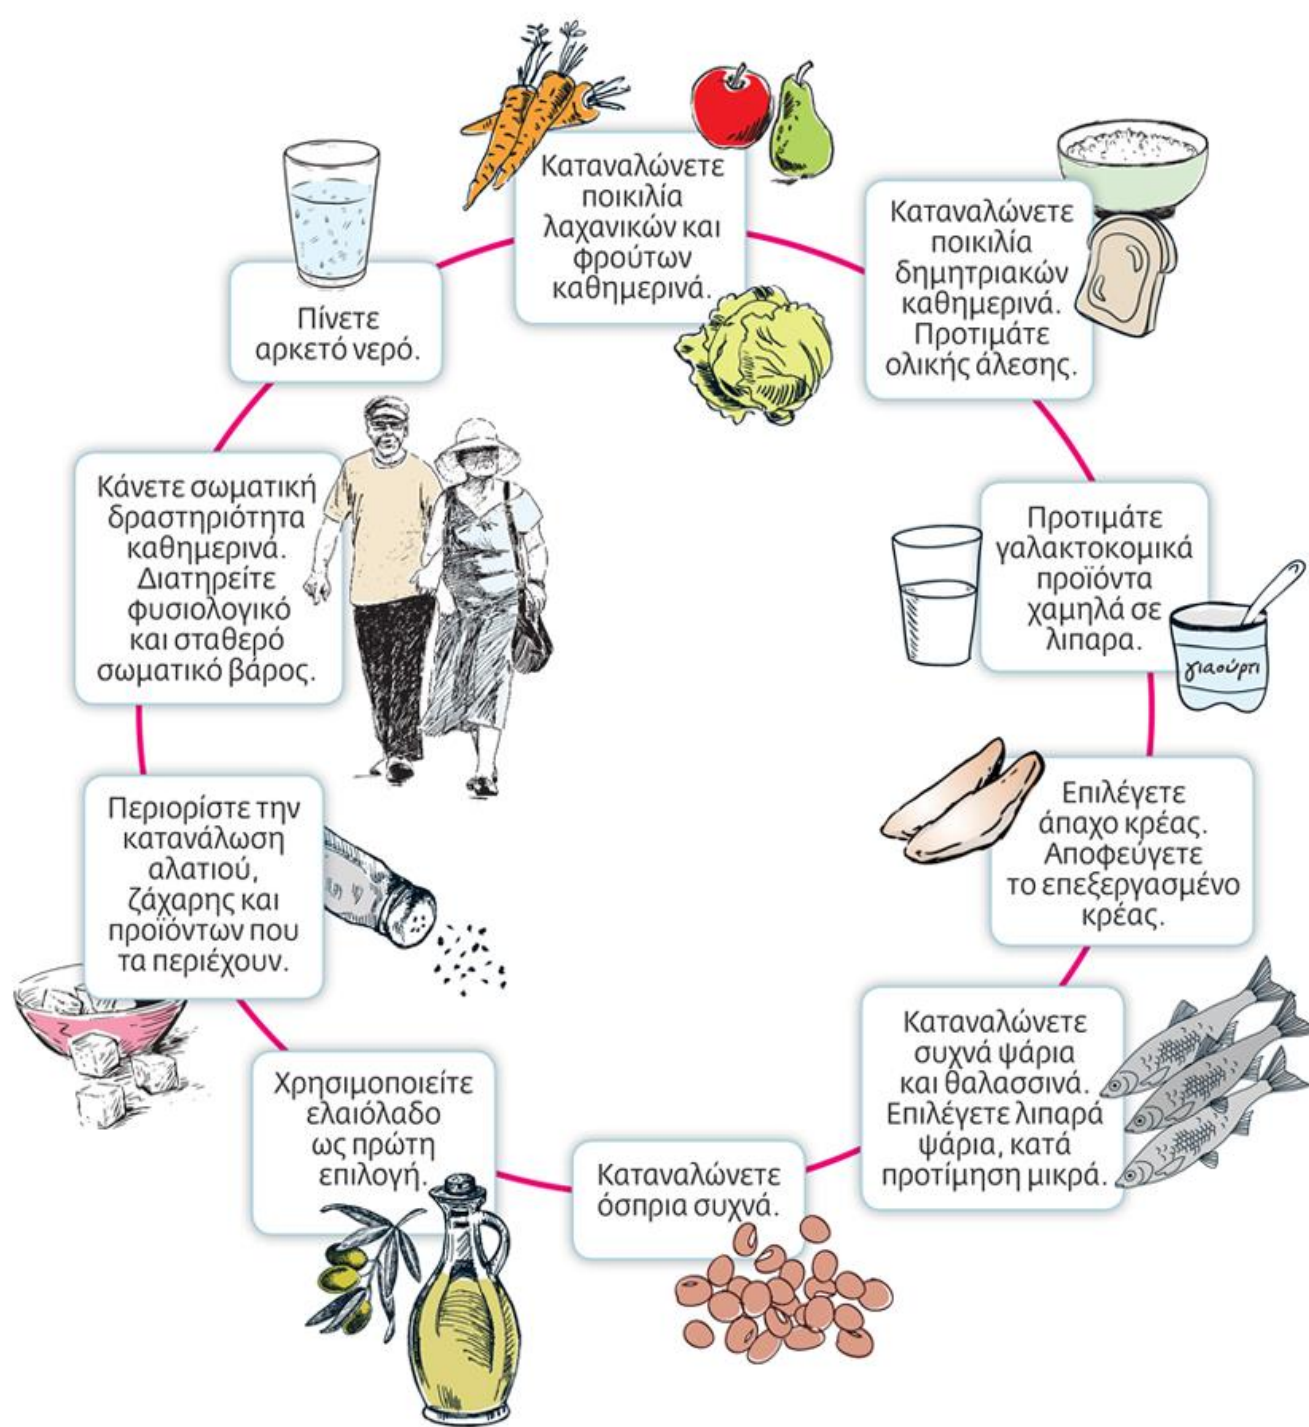 Καταναλώνετε
ποικιλία
λαχανικών και
φρούτων
καθημερινά.
Καταναλώνετε
ποικιλία
δημητριακών
καθημερινά.
Προτιμάτε
ολικής άλεσης.
Προτιμάτε
γαλακτοκομικά
προϊόντα
χαμηλά σε
λιπαρα.
γιαούρτι
Επιλέγετε
άπαχο κρέας.
Αποφεύγετε
το επεξεργασμένο
κρέας.
Καταναλώνετε
συχνά ψάρια
και θαλασσινά.
Επιλέγετε λιπαρά
ψάρια, κατά
προτίμηση μικρά.
Καταναλώνετε
όσπρια συχνά.
Χρησιμοποιείτε
ελαιόλαδο
ως πρώτη
επιλογή.
Περιορίστε την
κατανάλωση
αλατιού,
ζάχαρης και
προϊόντων που
τα περιέχουν.
Κάνετε σωματική
δραστηριότητα
καθημερινά.
Διατηρείτε
φυσιολογικό
και σταθερό
σωματικό βάρος.
Πίνετε
αρκετό νερό.